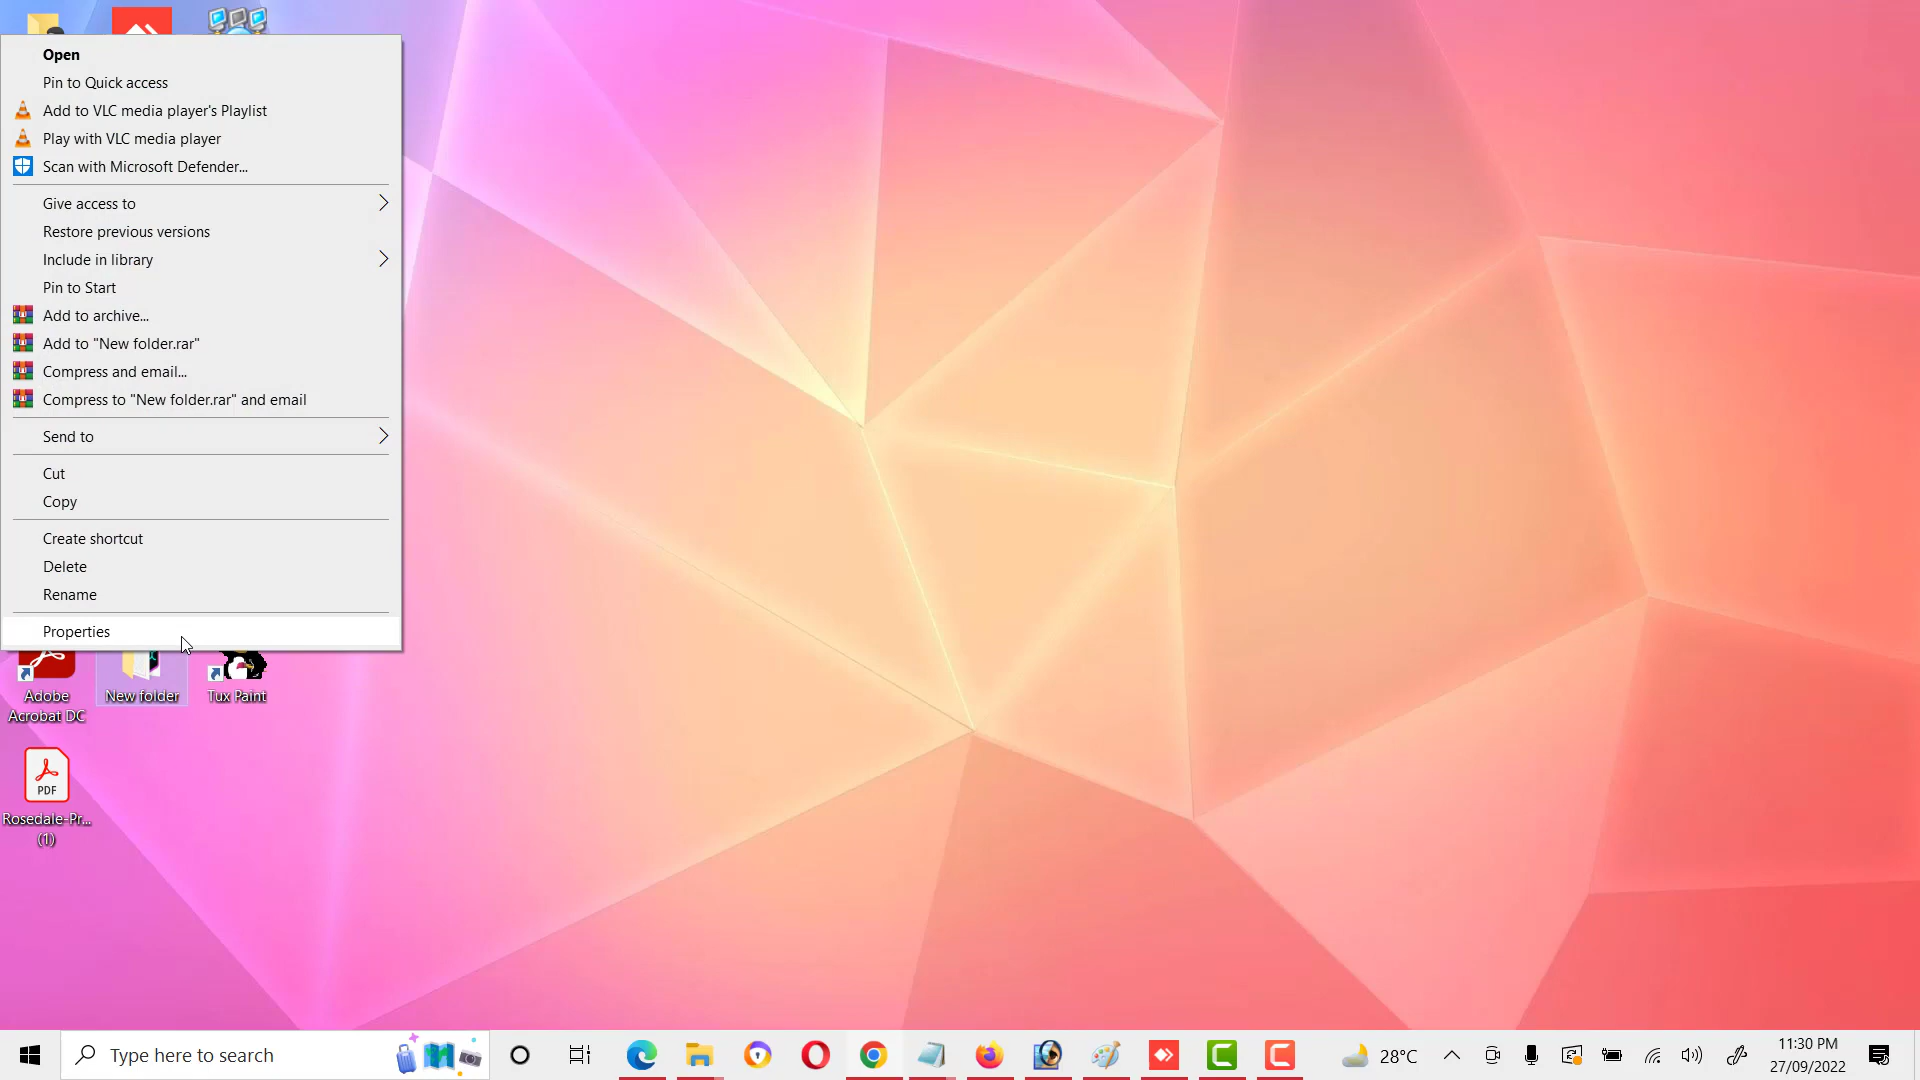 Open
Pin to Quick access
Add to VLC media player's Playlist
Play with VLC media player
Scan with Microsoft Defender...
Give access to
Restore previous versions
Include in library
Pin to Start
Add to archive...
Add to "New folder.rar"
Compress and email...
Compress to "New folder.rar" and email
Send to
Cut
Copy
Create shortcut
Delete
Rename
Properties
Adobe
Acrobat DC
New folder
Tux Paint
PDF
Rosedale-Pr...
(1)
Type here to search
28°C
11:30 PM
27/09/2022